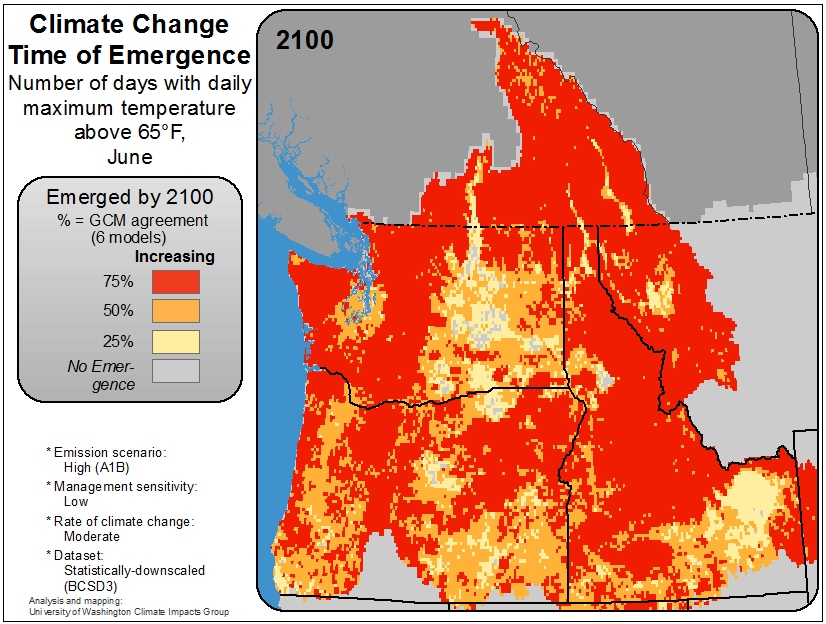 Climate Change
Time of Emergence
Number of days with daily
maximum temperature
above 65°F,
June
2100
Emerged by 2100
% = GCM agreement
(6 models)
Increasing
75%
50%
25%
No Emer-
gence
* Emission scenario:
High (A1B)
* Management sensitivity:
Low
* Rate of climate change:
Moderate
* Dataset:
Statistically-downscaled
(BCSD3)
Analysis and mapping:
University of Washington Climate Impacts Group